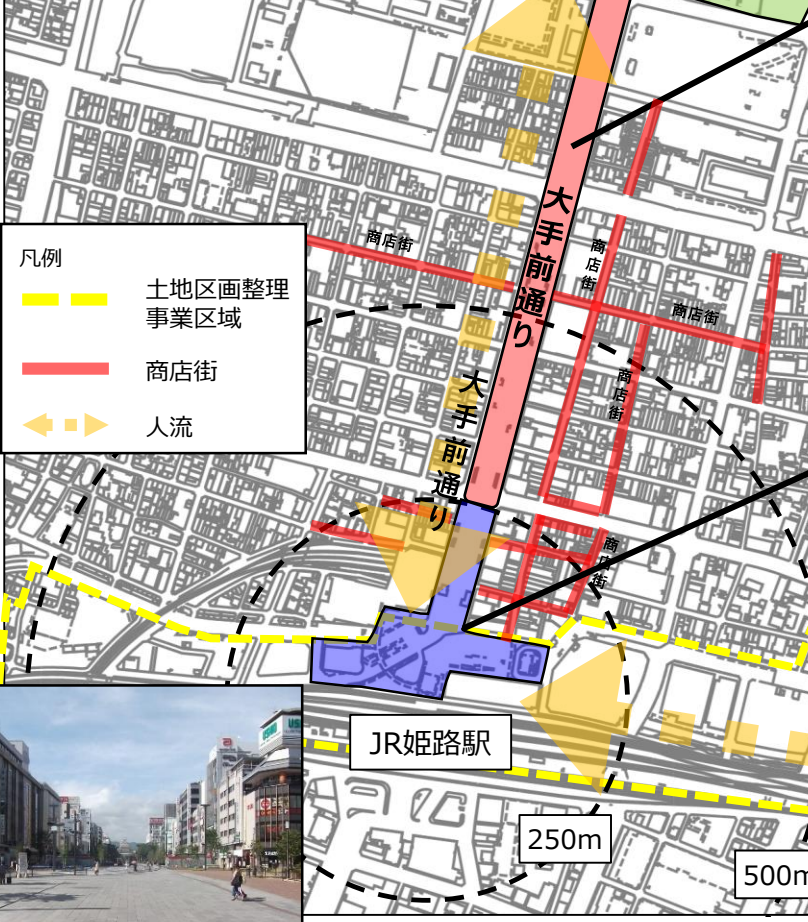 大手前通り
商店街
商店街
商店街
商店街
凡例
土地区画整理
事業区域
商店街
人流
大手前通り
商店街
JR姫路駅
250m
500m